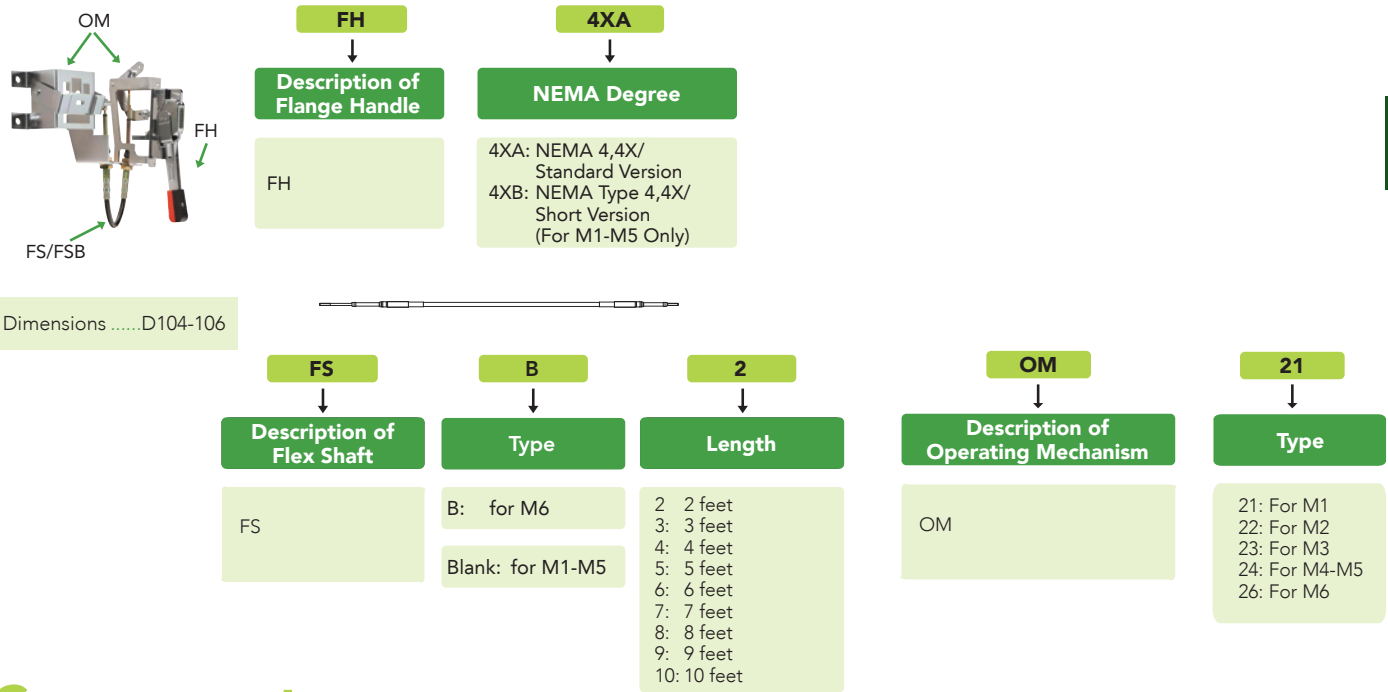 OM
FH
FS/FSB
Dimensions ......D104-106
FH
4XA
Description of
Flange Handle
NEMA Degree
FH
4XA: NEMA 4,4X/
Standard Version
4XB: NEMA Type 4,4X/
Short Version
(For M1-M5 Only)
FS
B
2
Description of
Flex Shaft
Type
Length
FS
B: for M6
Blank: for M1-M5
2 2 feet
3: 3 feet
4: 4 feet
5: 5 feet
6: 6 feet
7: 7 feet
8: 8 feet
9: 9 feet
10: 10 feet
OM
21
Description of
Operating Mechanism
Type
OM
21: For M1
22: For M2
23: For M3
24: For M4-M5
26: For M6